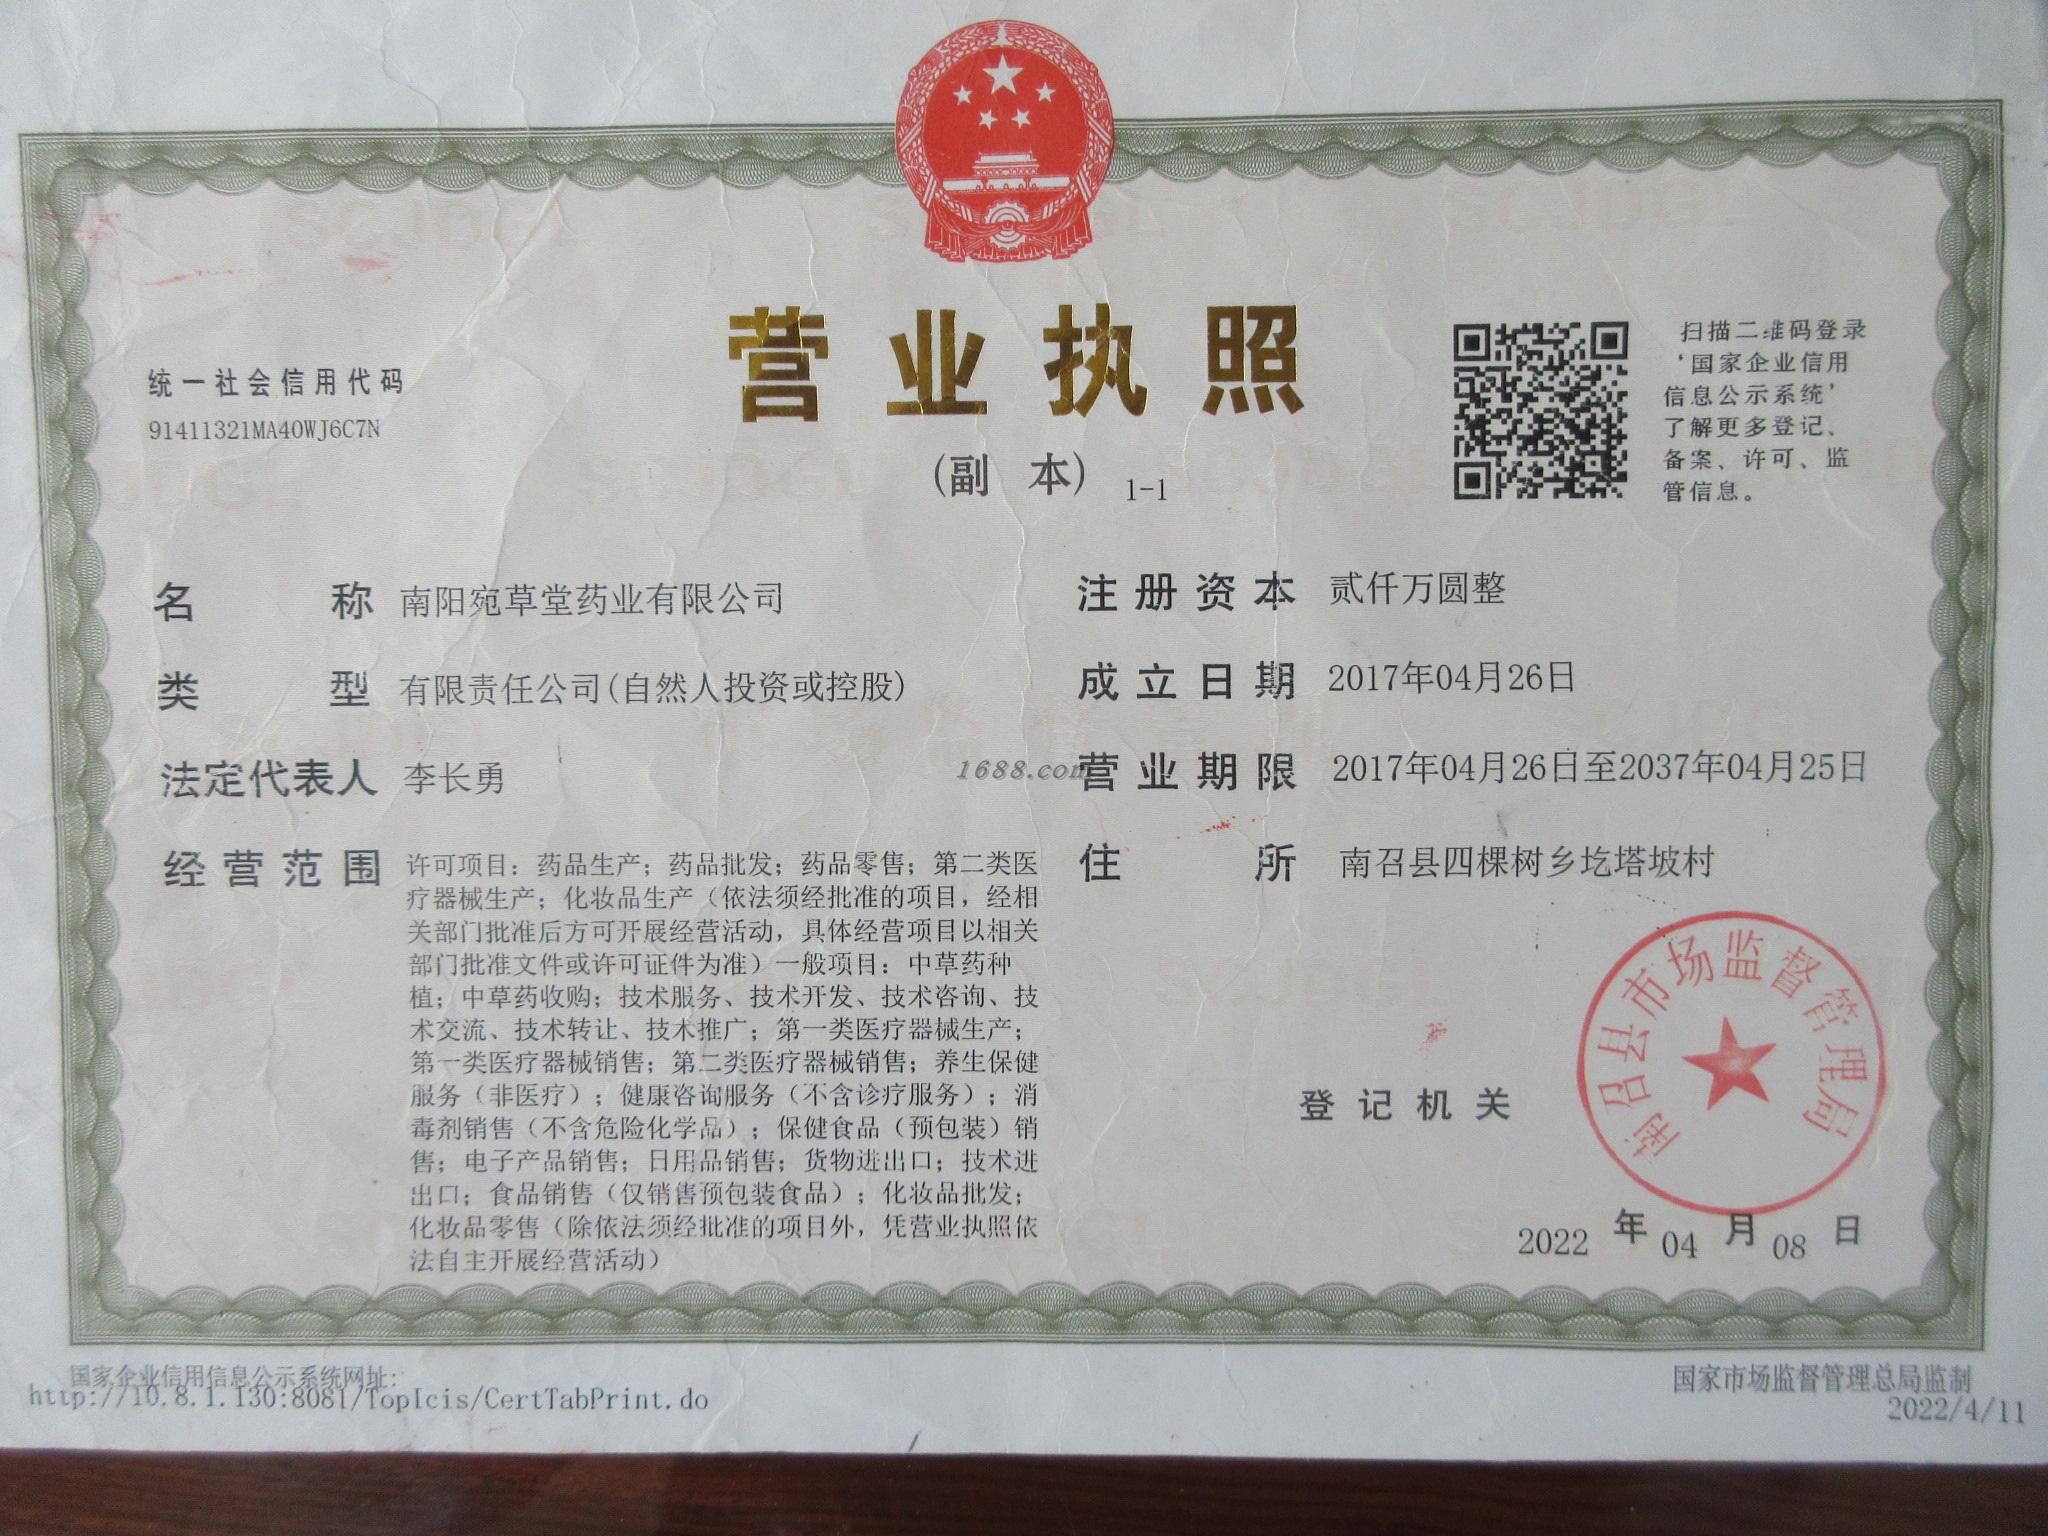 营业执照
(副 本) 1-1
统一社会信用代码
91411321MA40WJ6C7N
扫描二维码登录
‘国家企业信用
信息公示系统’
了解更多登记、
备案、许可、监
管信息。
名称 南阳宛草堂药业有限公司
类型 有限责任公司(自然人投资或控股)
法定代表人 李长勇
经营范围 许可项目：药品生产；药品批发；药品零售；第二类医
疗器械生产；化妆品生产（依法须经批准的项目，经相
关部门批准后方可开展经营活动，具体经营项目以相关
部门批准文件或许可证件为准）一般项目：中草药种
植；中草药收购；技术服务、技术开发、技术咨询、技
术交流、技术转让、技术推广；第一类医疗器械生产；
第一类医疗器械销售；第二类医疗器械销售；养生保健
服务（非医疗）；健康咨询服务（不含诊疗服务）；消
毒剂销售（不含危险化学品）；保健食品（预包装）销
售；电子产品销售；日用品销售；货物进出口；技术进
出口；食品销售（仅销售预包装食品）；化妆品批发；
化妆品零售（除依法须经批准的项目外，凭营业执照依
法自主开展经营活动）
注册资本 贰仟万圆整
成立日期 2017年04月26日
1688.com
营业期限 2017年04月26日至2037年04月25日
住所 南召县四棵树乡圪塔坡村
登记机关
南召县市场监督管理局
2022 年 04 月 08 日
国家企业信用信息公示系统网址:
http://10.8.1.130:8081/TopIcis/CertTabPrint.do
国家市场监督管理总局监制
2022/4/11